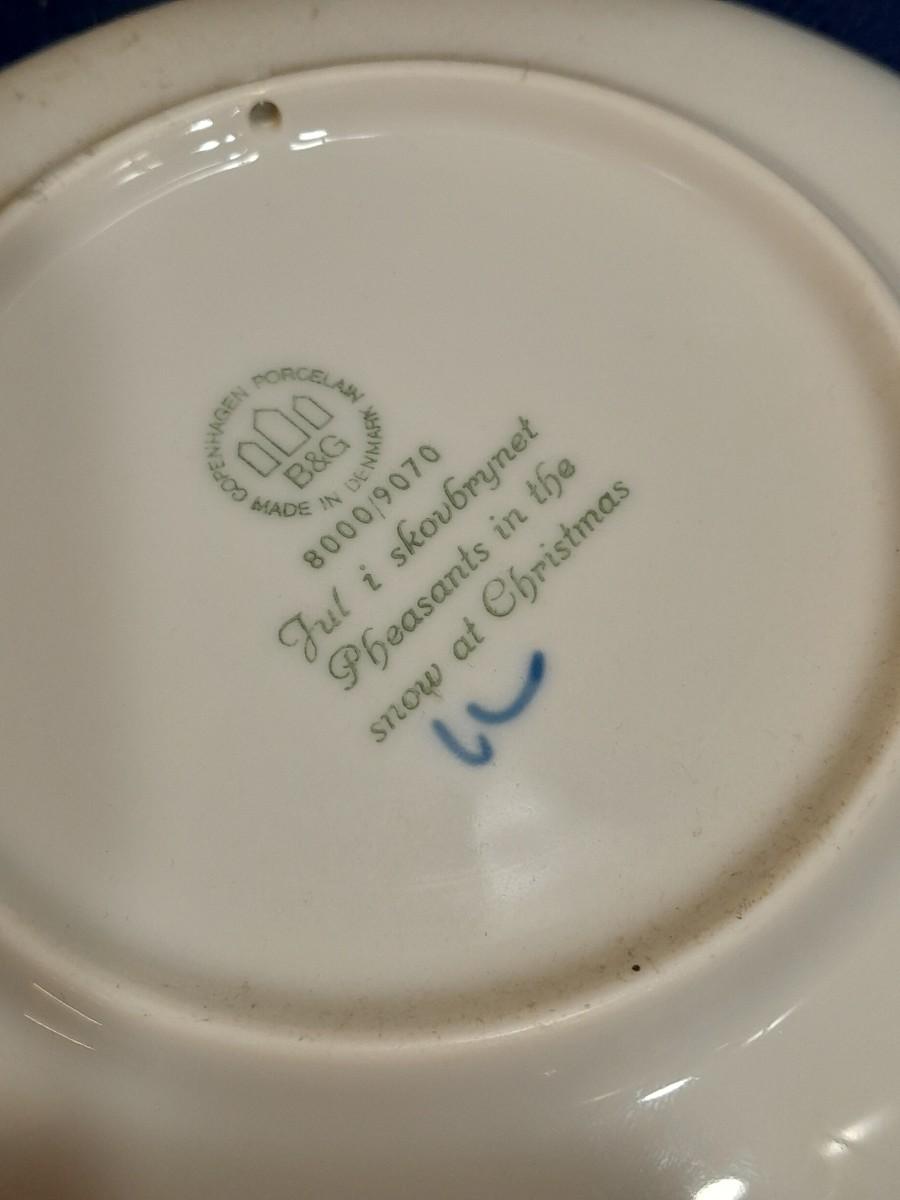 COPENHAGEN PORCELAIN
B&G
MADE IN DENMARK
8000/9070
Jul i skovbrynet
Pheasants in the
snow at Christmas